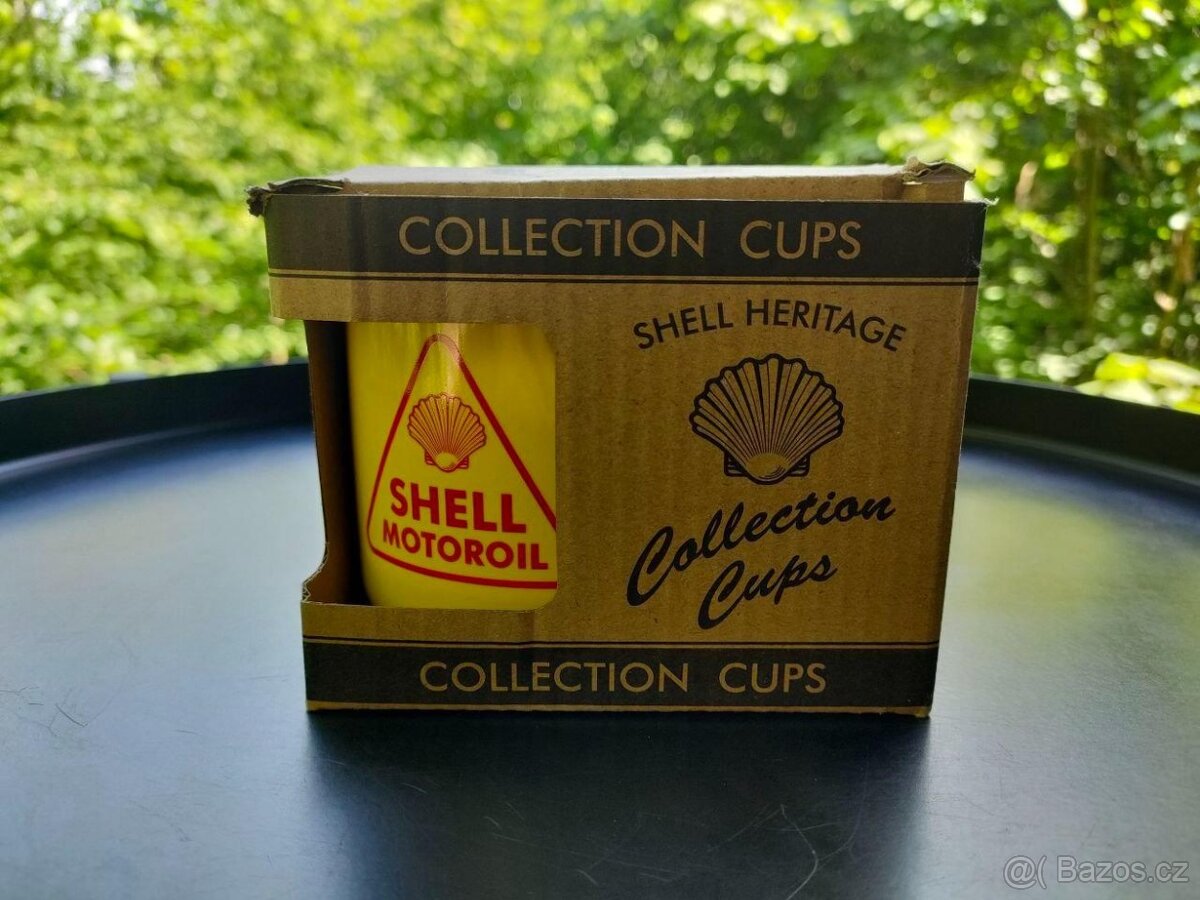 COLLECTION CUPS
SHELL HERITAGE
SHELL
MOTOROIL
Collection
Cups
COLLECTION CUPS
@( Bazos.cz